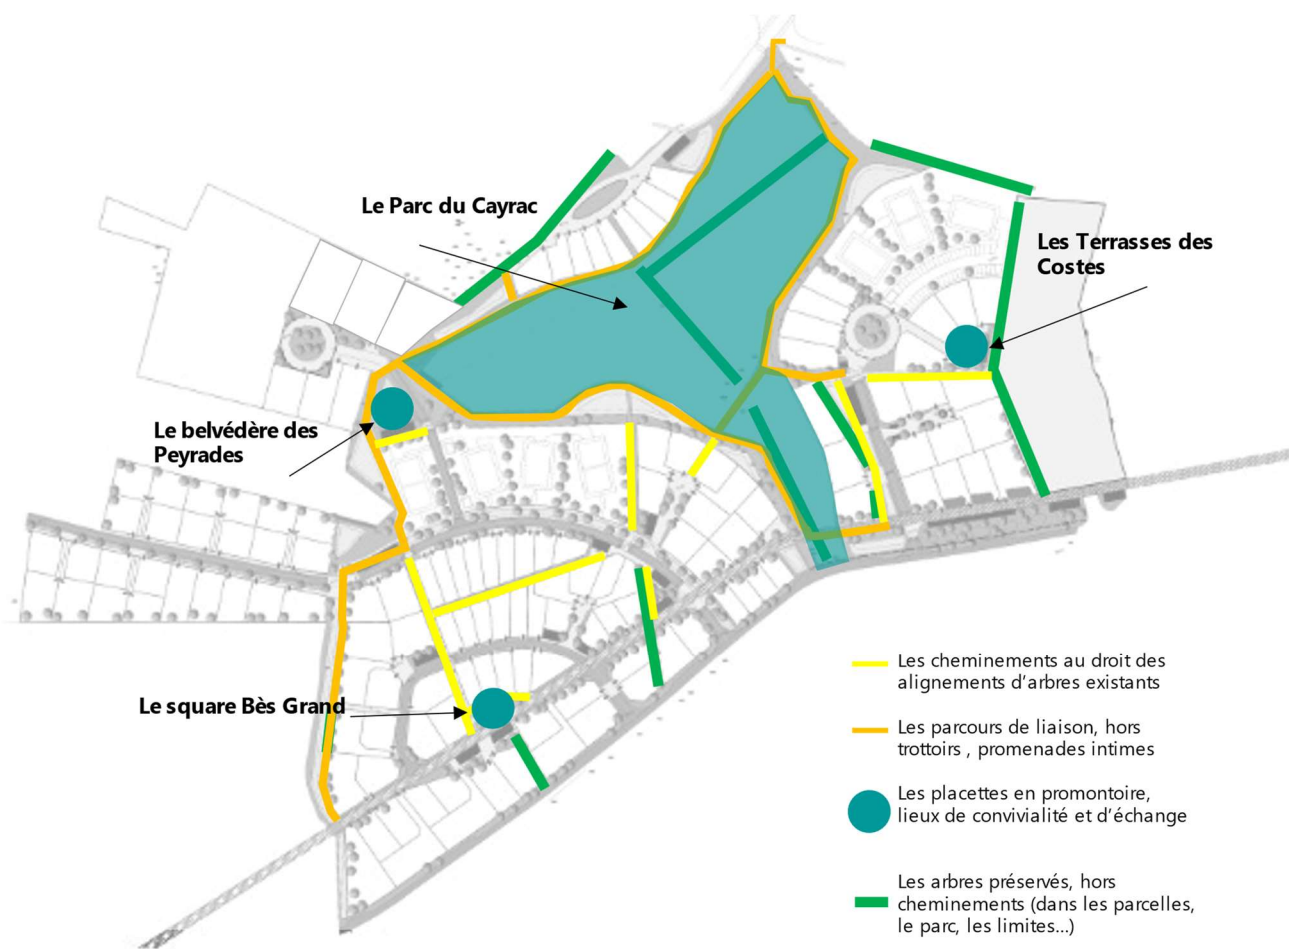 Le Parc du Cayrac
Les Terrasses des
Costes
Le belvédère des
Peyrades
Le square Bès Grand
Les cheminements au droit des
alignements d'arbres existants
Les parcours de liaison, hors
trottoirs , promenades intimes
Les placettes en promontoire,
lieux de convivialité et d'échange
Les arbres préservés, hors
cheminements (dans les parcelles,
le parc, les limites...)